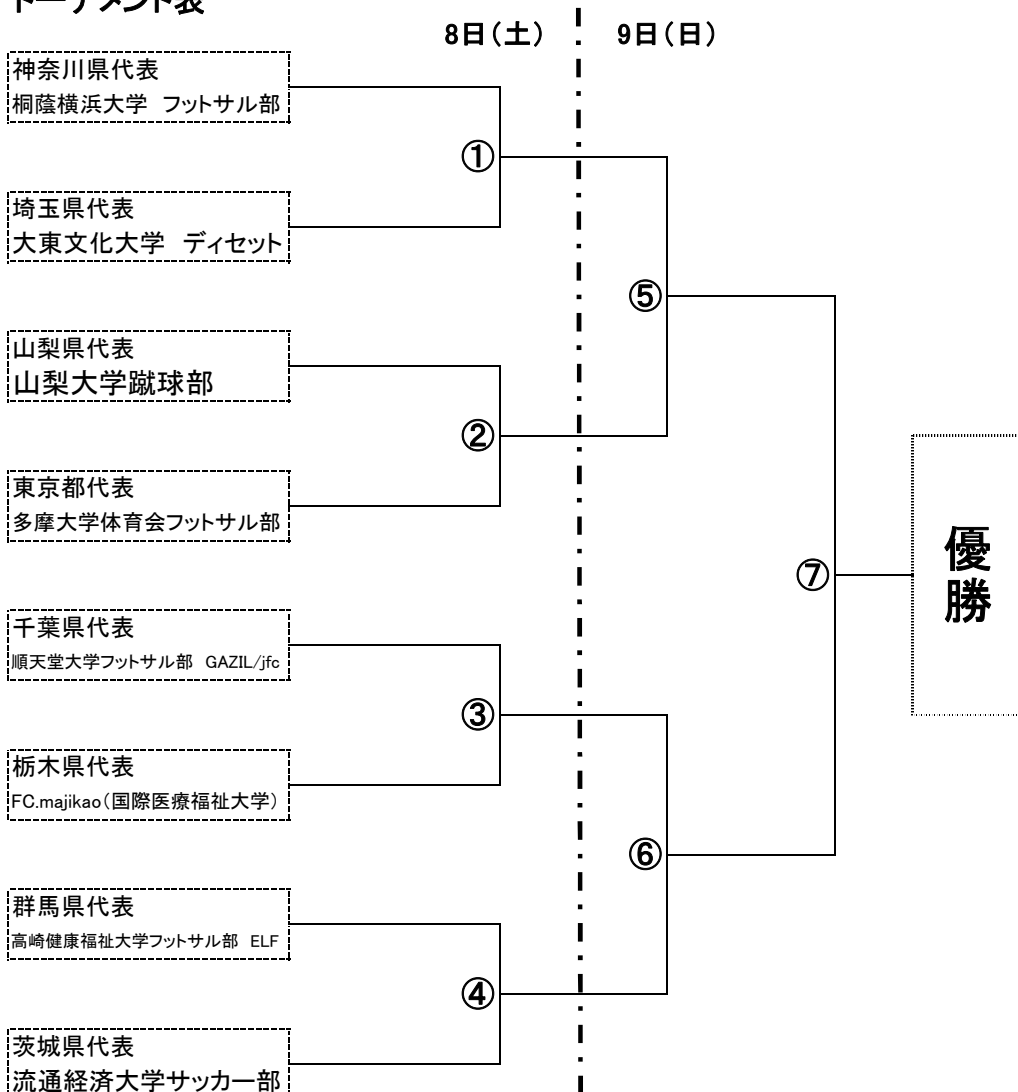 トーナメント表
8日(土) 9日(日)
神奈川県代表
桐蔭横浜大学 フットサル部
①
埼玉県代表
大東文化大学 ディセット
⑤
山梨県代表
山梨大学蹴球部
②
東京都代表
多摩大学体育会フットサル部
優勝
⑦
千葉県代表
順天堂大学フットサル部 GAZIL/jfc
③
栃木県代表
FC.majikao(国際医療福祉大学)
⑥
群馬県代表
高崎健康福祉大学フットサル部 ELF
④
茨城県代表
流通経済大学サッカー部